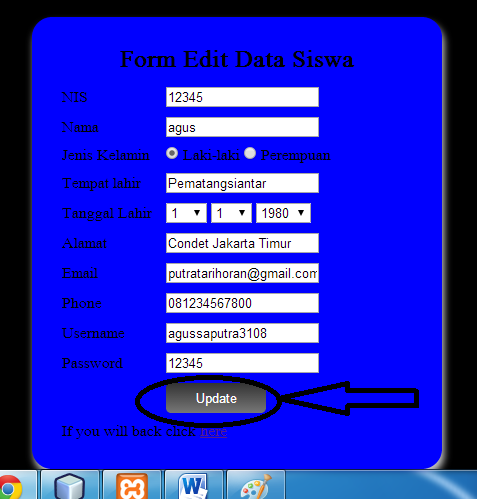 Form Edit Data Siswa
NIS 12345
Nama agus
Jenis Kelamin Laki-laki Perempuan
Tempat lahir Pematangsiantar
Tanggal Lahir 1 1 1980
Alamat Condet Jakarta Timur
Email putratarihoran@gmail.com
Phone 081234567800
Username agussaputra3108
Password 12345
Update
If you will back click here
W